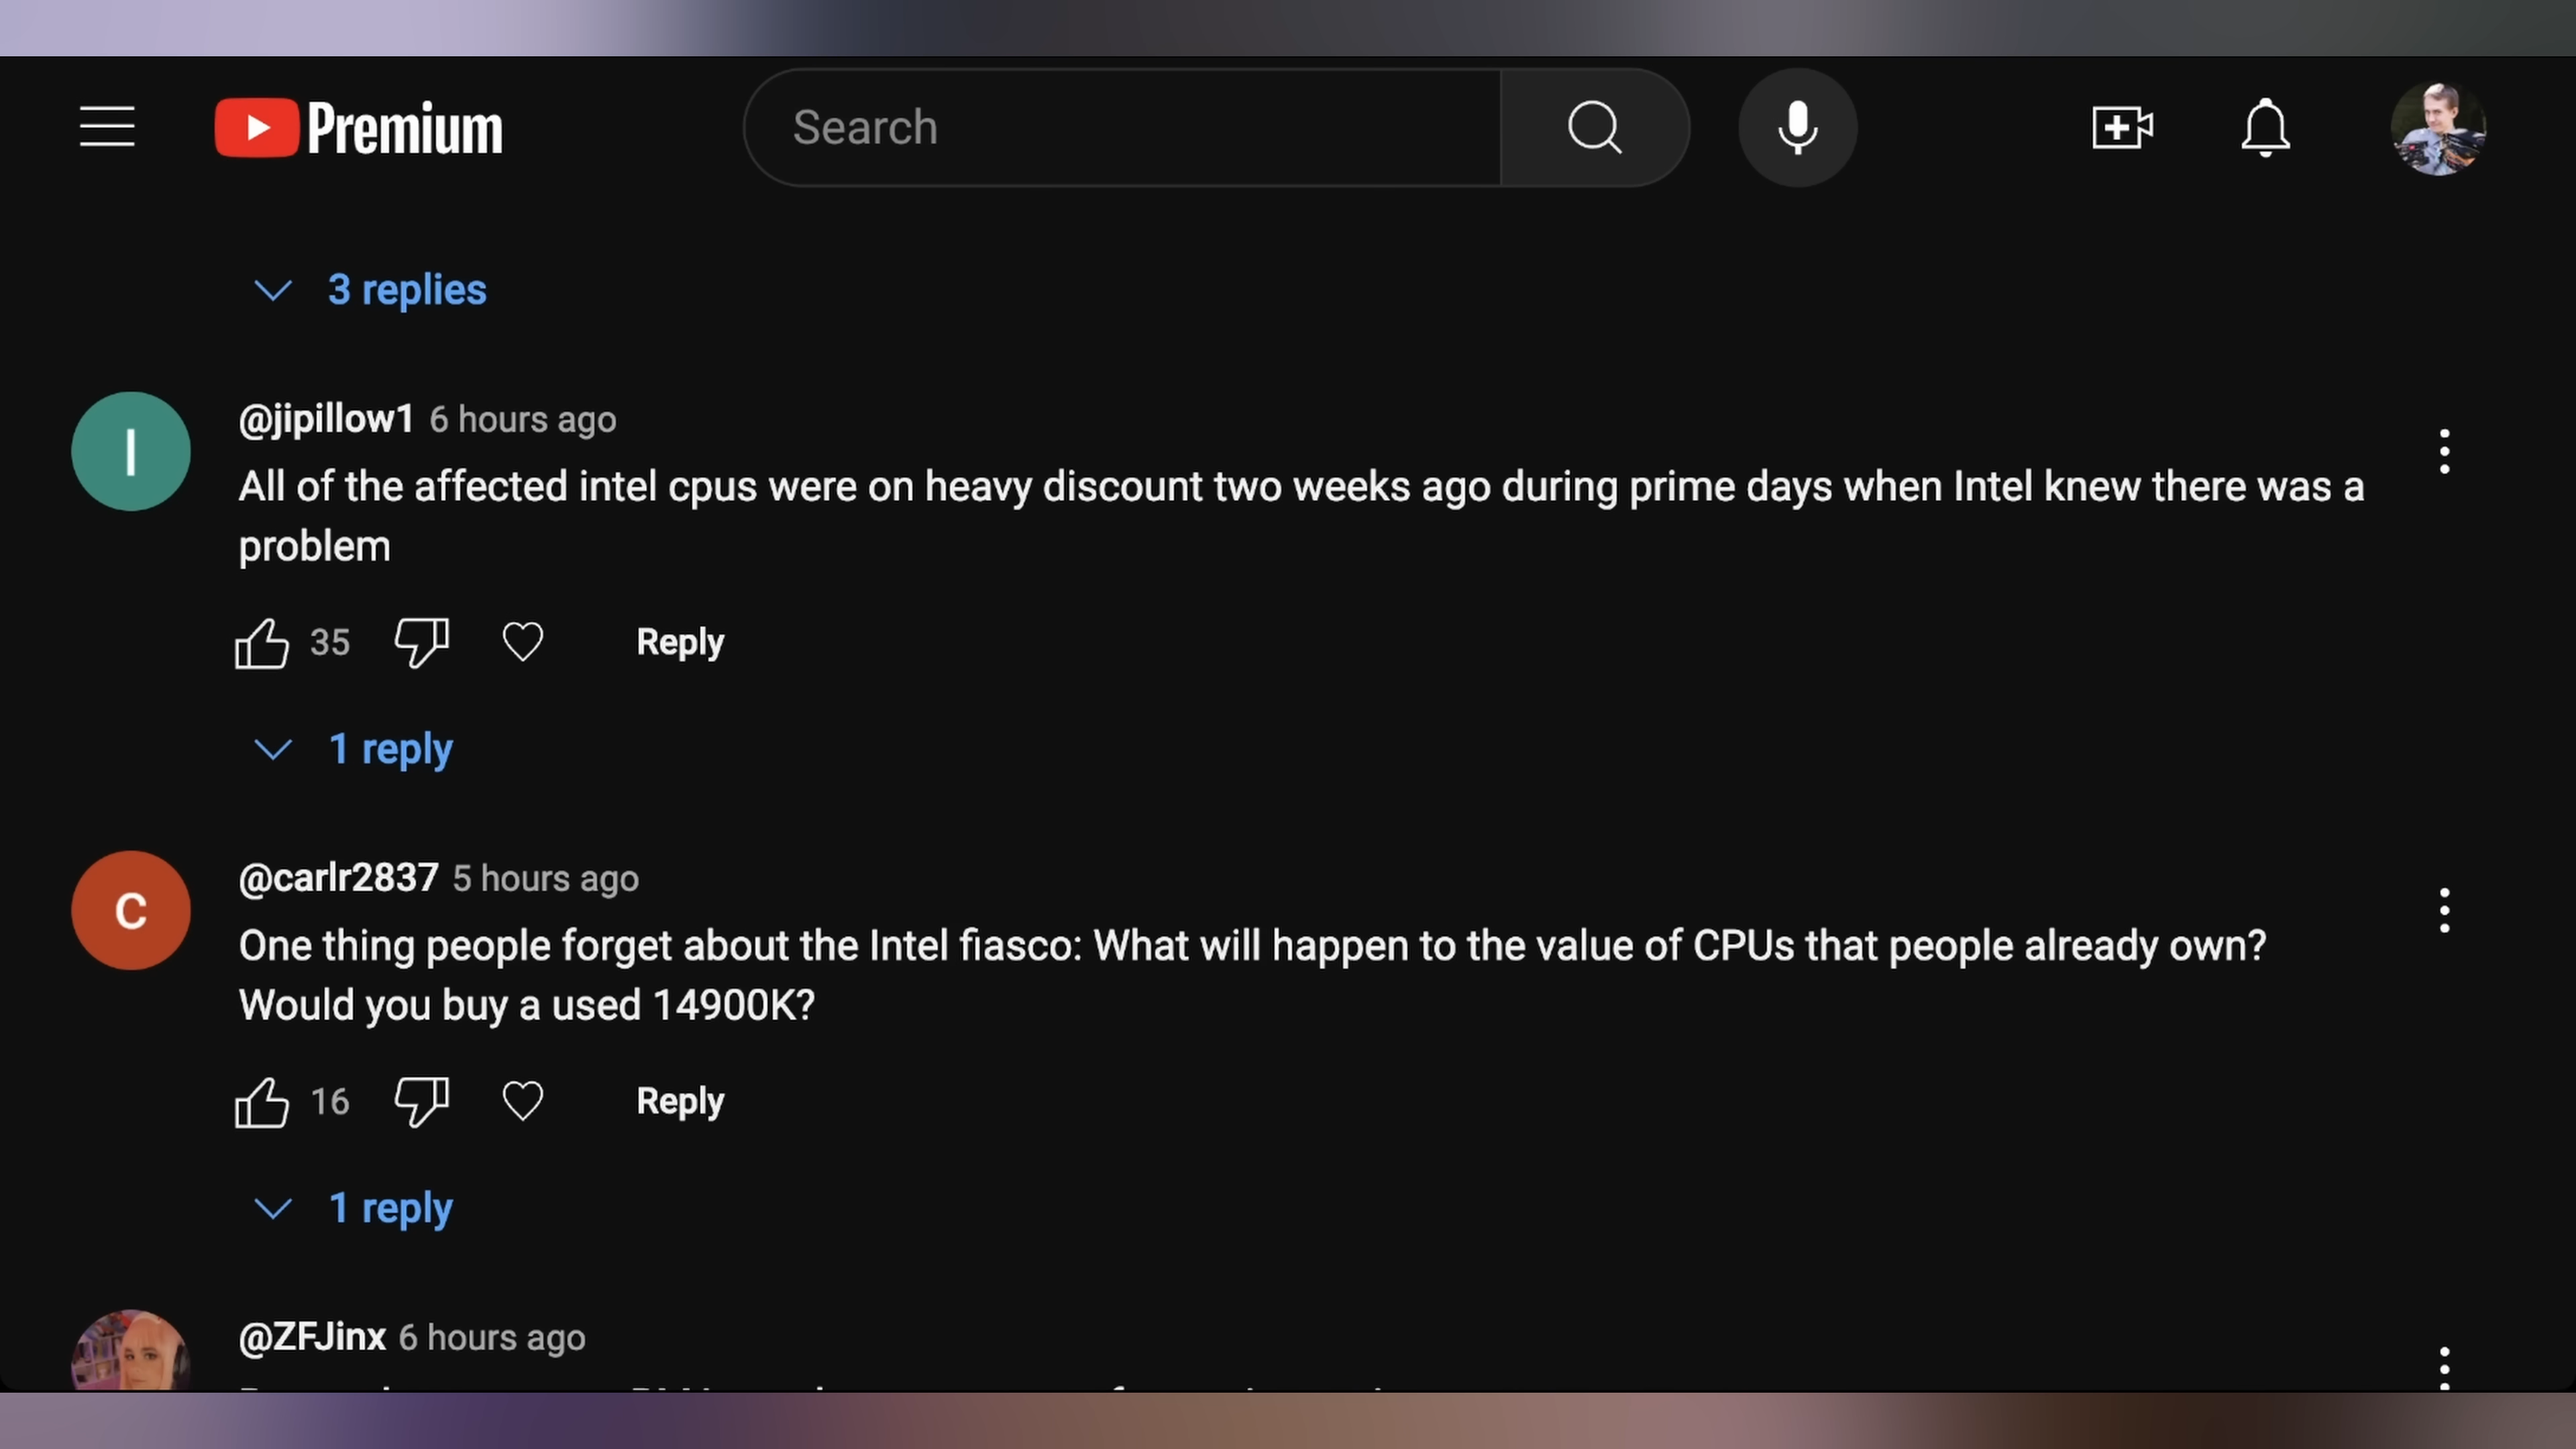 Premium
Search
3 replies
I
@jipillow1 6 hours ago
All of the affected intel cpus were on heavy discount two weeks ago during prime days when Intel knew there was a
problem
35
Reply
1 reply
C
@carlr2837 5 hours ago
One thing people forget about the Intel fiasco: What will happen to the value of CPUs that people already own?
Would you buy a used 14900K?
16
Reply
1 reply
@ZFJinx 6 hours ago